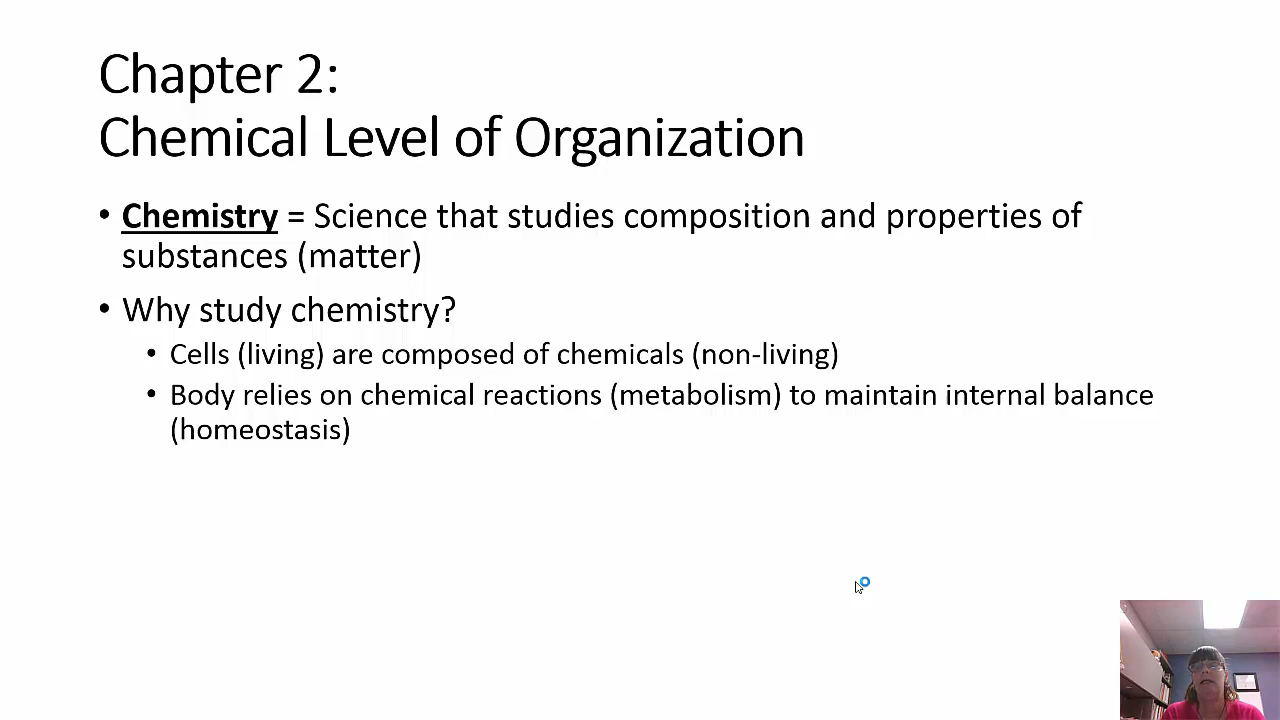 Chapter 2:
Chemical Level of Organization
• Chemistry = Science that studies composition and properties of
substances (matter)
• Why study chemistry?
• Cells (living) are composed of chemicals (non-living)
• Body relies on chemical reactions (metabolism) to maintain internal balance
(homeostasis)